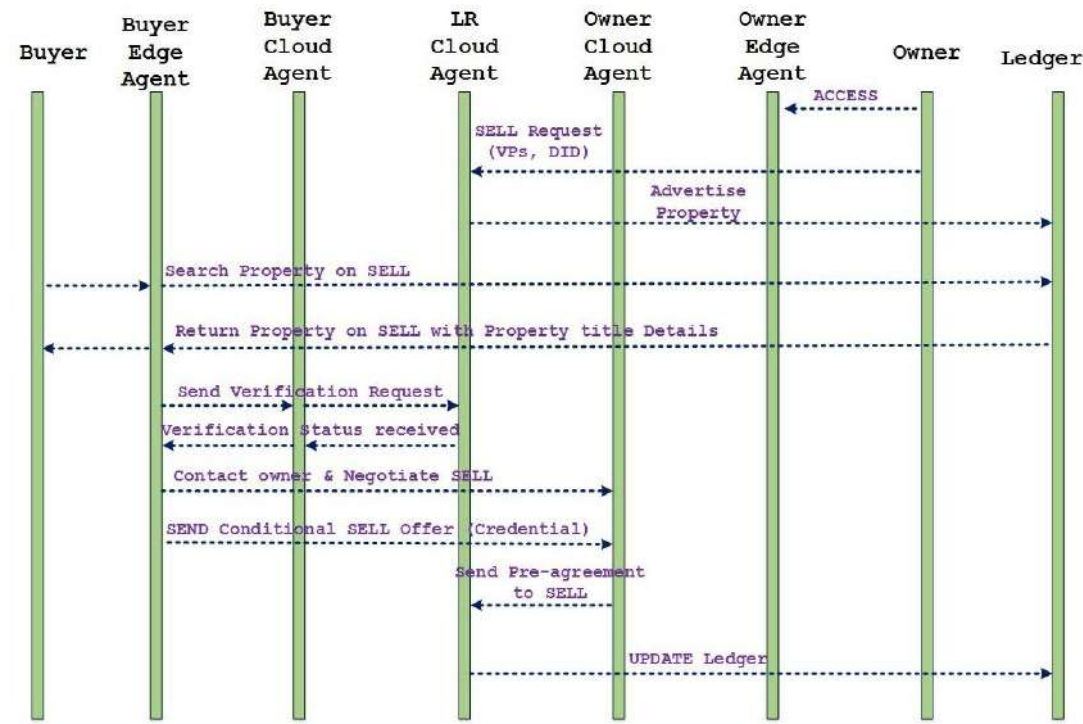 Buyer
Buyer
Edge
Agent
Buyer
Cloud
Agent
LR
Cloud
Agent
Owner
Cloud
Agent
Owner
Edge
Agent
Owner
Ledger
ACCESS
SELL Request
(VPs, DID)
Advertise
Property
Search Property on SELL
Return Property on SELL with Property title Details
Send Verification Request
Verification Status received
Contact owner & Negotiate SELL
SEND Conditional SELL Offer (Credential)
Send Pre-agreement
to SELL
UPDATE Ledger